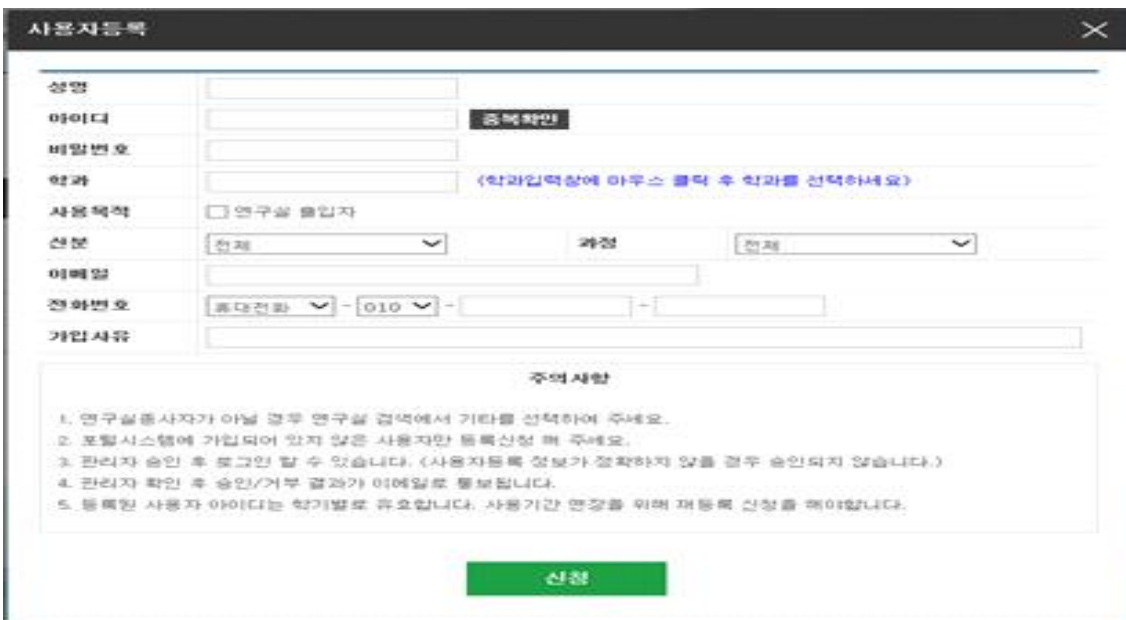 사용자등록
성명
아이디 중복확인
비밀번호
학과 (학과입력창에 마우스 클릭 후 학과를 선택하세요)
사용목적 연구실 출입자
신분 전체 과정 전체
이메일
전화번호 휴대전화 - 010 - -
가입사유
주의사항
1. 연구실종사자가 아닐 경우 연구실 검색에서 기타를 선택하여 주세요.
2. 포털시스템에 가입되어 있지 않은 사용자만 등록신청 해 주세요.
3. 관리자 승인 후 로그인 할 수 있습니다. (사용자등록 정보가 정확하지 않을 경우 승인되지 않습니다.)
4. 관리자 확인 후 승인/거부 결과가 이메일로 통보됩니다.
5. 등록된 사용자 아이디는 학기별로 유효합니다. 사용기간 연장을 위해 재등록 신청을 해야합니다.
신청